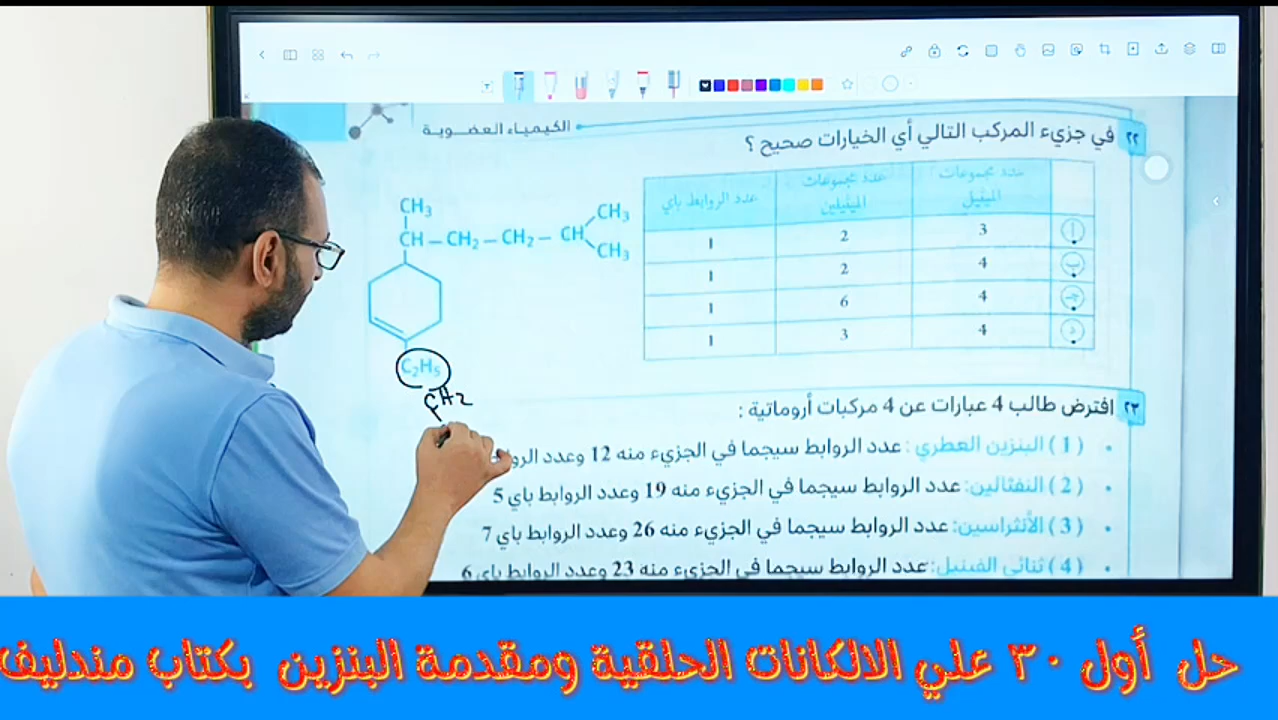 الكيمياء العضوية
٢٢ في جزيء المركب التالي أي الخيارات صحيح ؟
CH3
CH – CH2 – CH2 – CH
CH3
CH3
C2H5
CH2
عدد مجموعات الميثيل عدد مجموعات الميثيلين عدد الروابط باي
أ 3 2 1
ب 4 2 1
جـ 4 6 1
د 4 3 1
٢٣ افترض طالب 4 عبارات عن 4 مركبات أروماتية :
• ( 1 ) البنزين العطري : عدد الروابط سيجما في الجزيء منه 12 وعدد
• ( 2 ) النفثالين: عدد الروابط سيجما في الجزيء منه 19 وعدد الروابط باي 5
• ( 3 ) الأنثراسين: عدد الروابط سيجما في الجزيء منه 26 وعدد الروابط باي 7
• ( 4 ) ثنائي الفينيل: عدد الروابط سيجما في الجزيء منه 23 وعدد الروابط باي 6
حل أول ٣٠ علي الالكانات الحلقية ومقدمة البنزين بكتاب مندليف